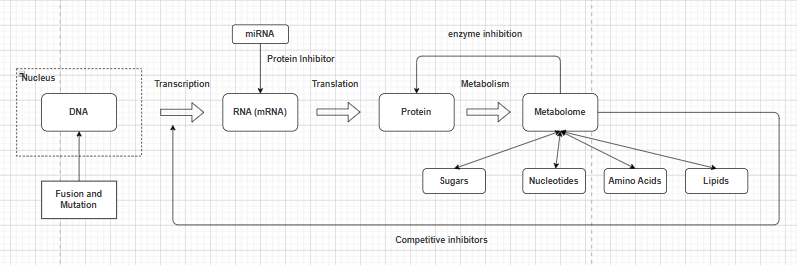 miRNA
enzyme inhibition
Protein Inhibitor
Nucleus
Transcription
Translation
Metabolism
DNA
RNA (mRNA)
Protein
Metabolome
Sugars
Nucleotides
Amino Acids
Lipids
Fusion and
Mutation
Competitive inhibitors